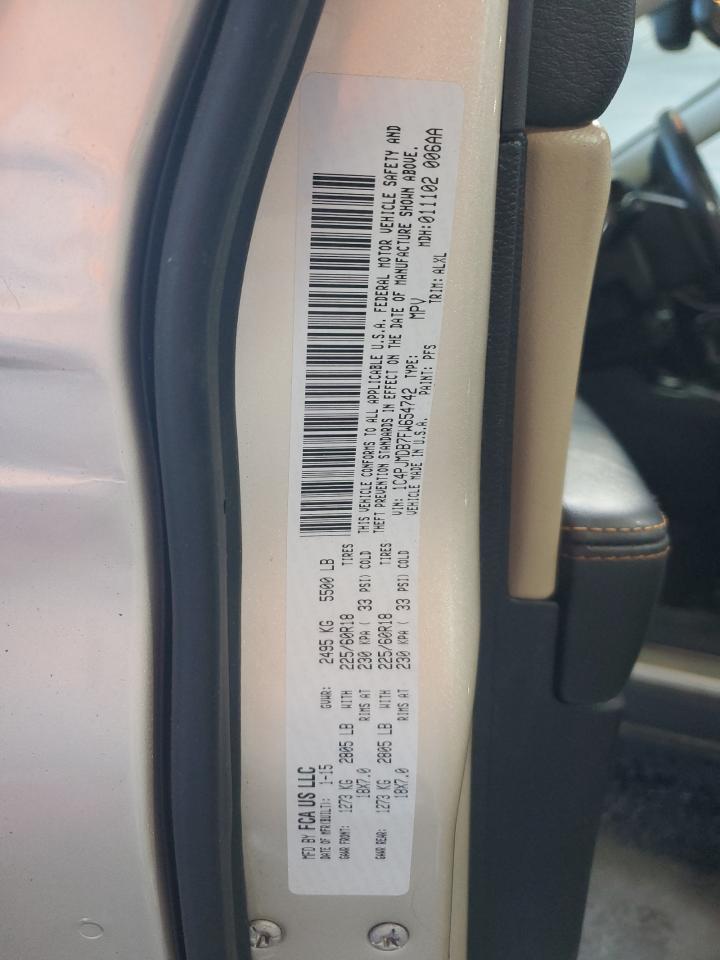 MFD BY FCA US LLC
DATE OF MFR(BUILT): 1-15 GVWR: 2495 KG 5500 LB
GAWR FRONT: 1273 KG 2805 LB WITH 225/60R18 TIRES
18X7.0 RIMS AT 230 KPA ( 33 PSI) COLD
GAWR REAR: 1273 KG 2805 LB WITH 225/60R18 TIRES
18X7.0 RIMS AT 230 KPA ( 33 PSI) COLD
THIS VEHICLE CONFORMS TO ALL APPLICABLE U.S.A. FEDERAL MOTOR VEHICLE SAFETY AND
THEFT PREVENTION STANDARDS IN EFFECT ON THE DATE OF MANUFACTURE SHOWN ABOVE.
VIN: 1C4PJMDB7FW654742 TYPE: MPV MDH:011102 006AA
VEHICLE MADE IN U.S.A. PAINT: PFS TRIM: ALXL